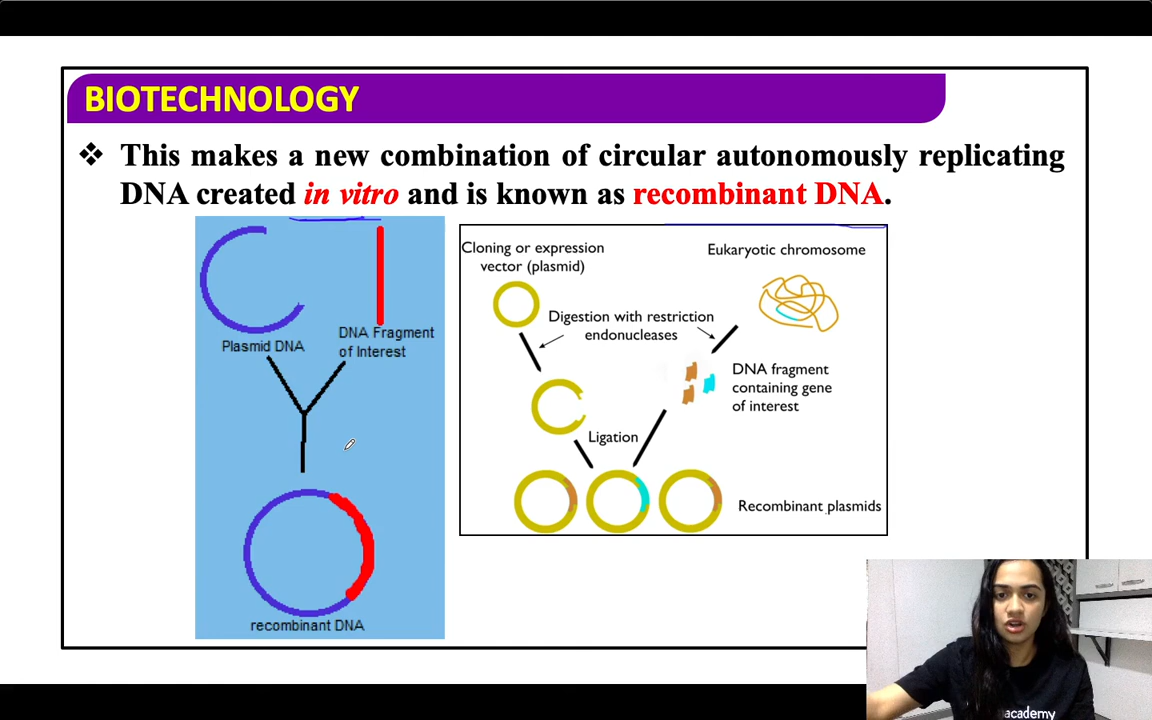 BIOTECHNOLOGY
❖ This makes a new combination of circular autonomously replicating
DNA created in vitro and is known as recombinant DNA.
Plasmid DNA
DNA Fragment
of Interest
recombinant DNA
Cloning or expression
vector (plasmid)
Eukaryotic chromosome
Digestion with restriction
endonucleases
DNA fragment
containing gene
of interest
Ligation
Recombinant plasmids
academy